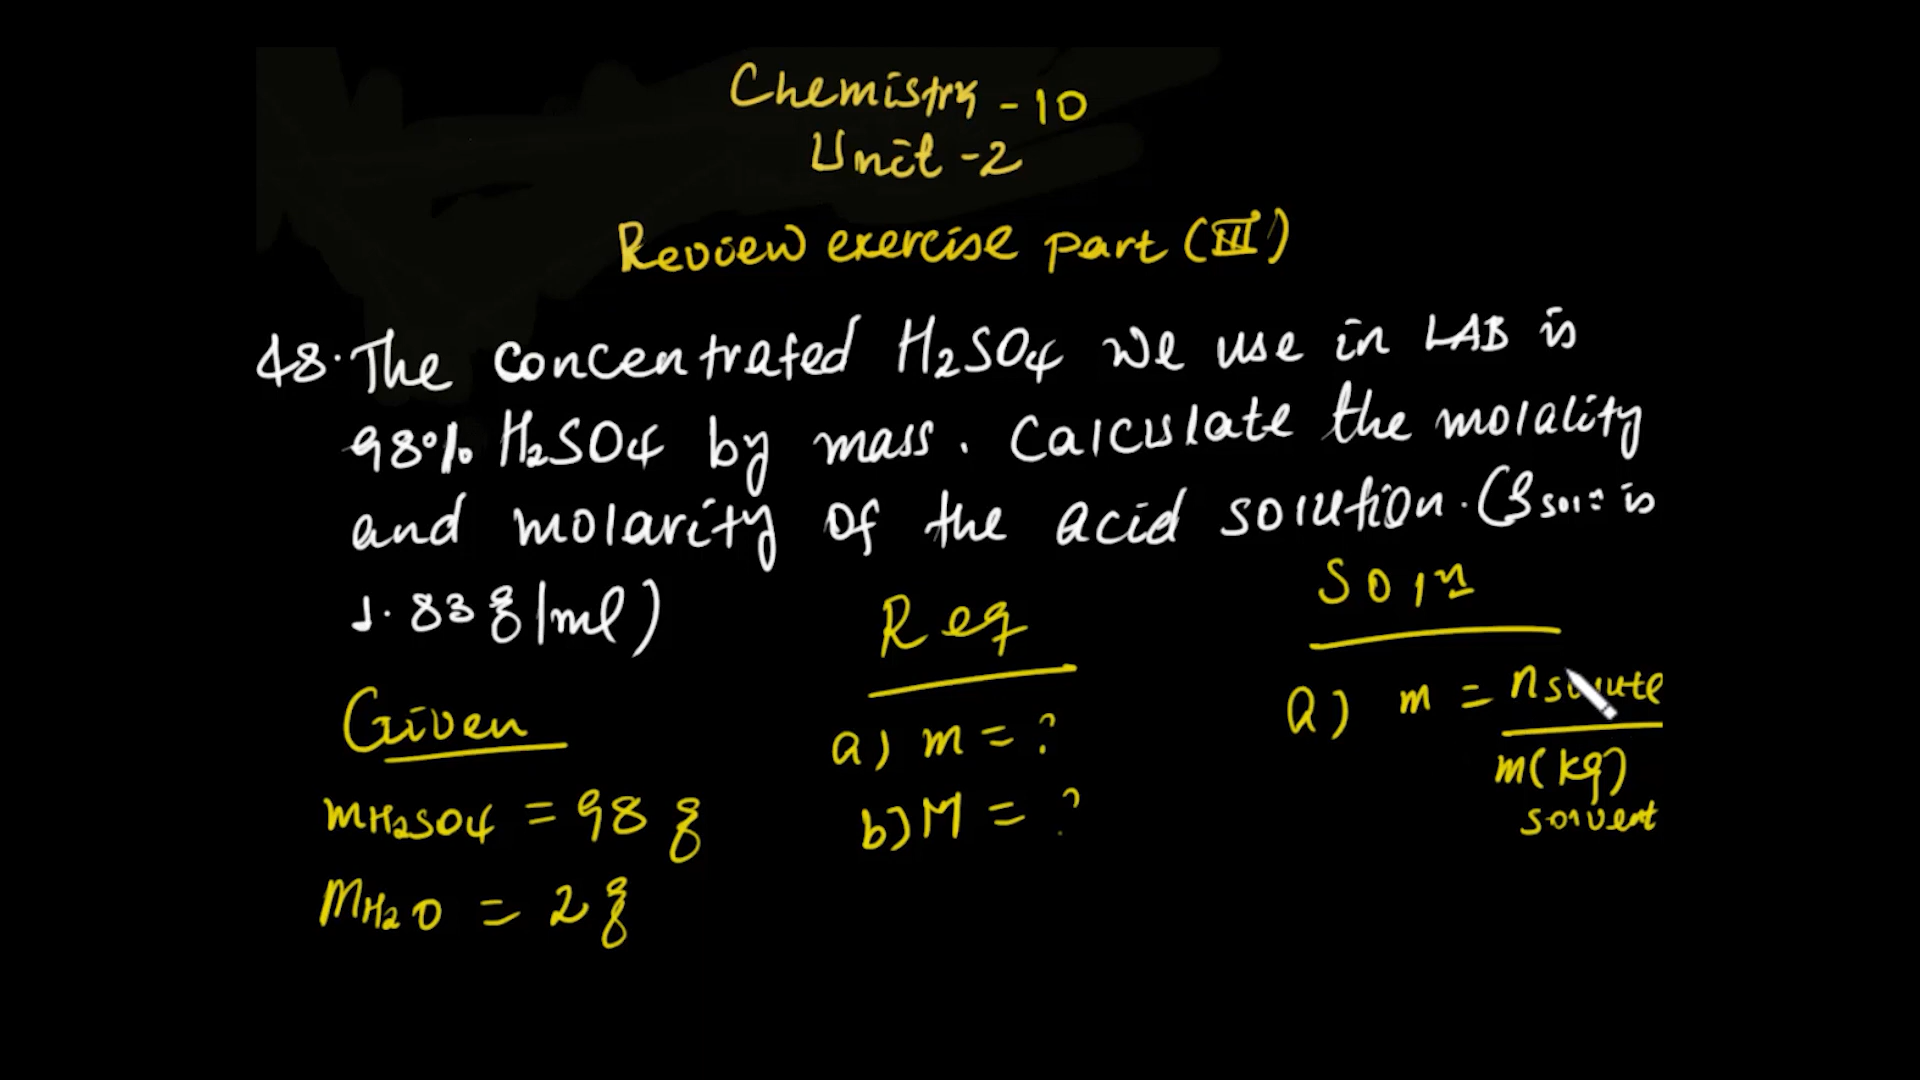 Chemistry - 10
Unit - 2
Review exercise part (III)
48. The concentrated H2SO4 we use in LAB is
98% H2SO4 by mass. Calculate the molality
and molarity of the acid solution. (ρ soln is
1.83 g/ml)
Given
mH2SO4 = 98 g
mH2O = 2 g
Req
a) m = ?
b) M = ?
Soln
a) m = n solute
m(kg)
solvent